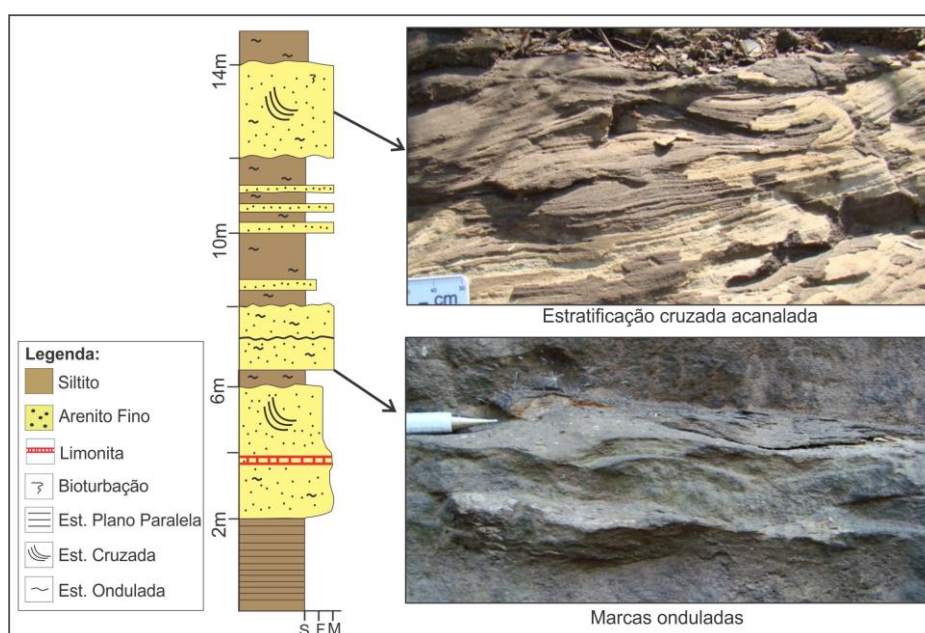 14m
10m
6m
2m
S F M
Legenda:
Siltito
Arenito Fino
Limonita
Bioturbação
Est. Plano Paralela
Est. Cruzada
Est. Ondulada
cm
Estratificação cruzada acanalada
Marcas onduladas